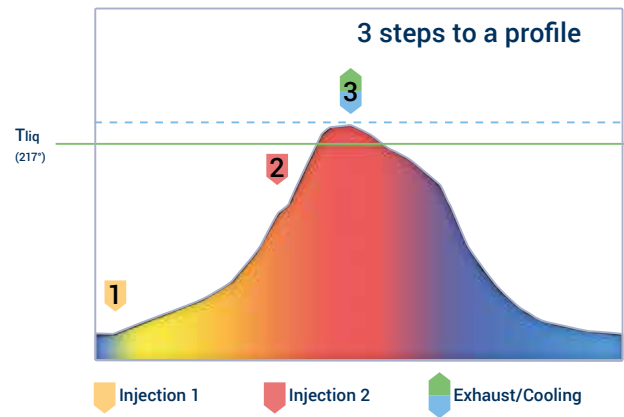 3 steps to a profile
3
Tliq
(217°)
2
1
Injection 1 Injection 2 Exhaust/Cooling